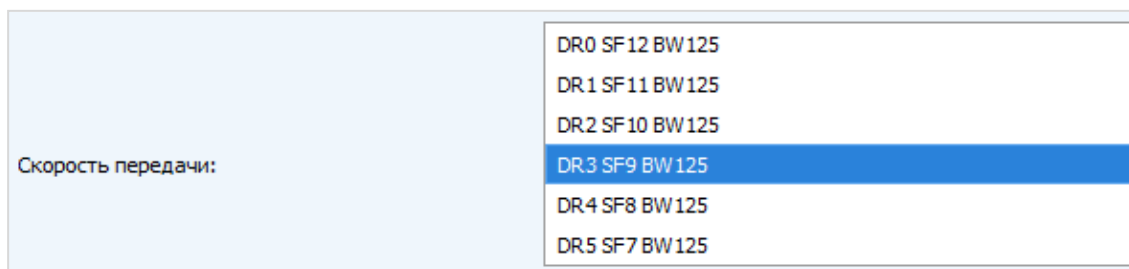 DR0 SF12 BW125
DR1 SF11 BW125
DR2 SF10 BW125
Скорость передачи:
DR3 SF9 BW125
DR4 SF8 BW125
DR5 SF7 BW125